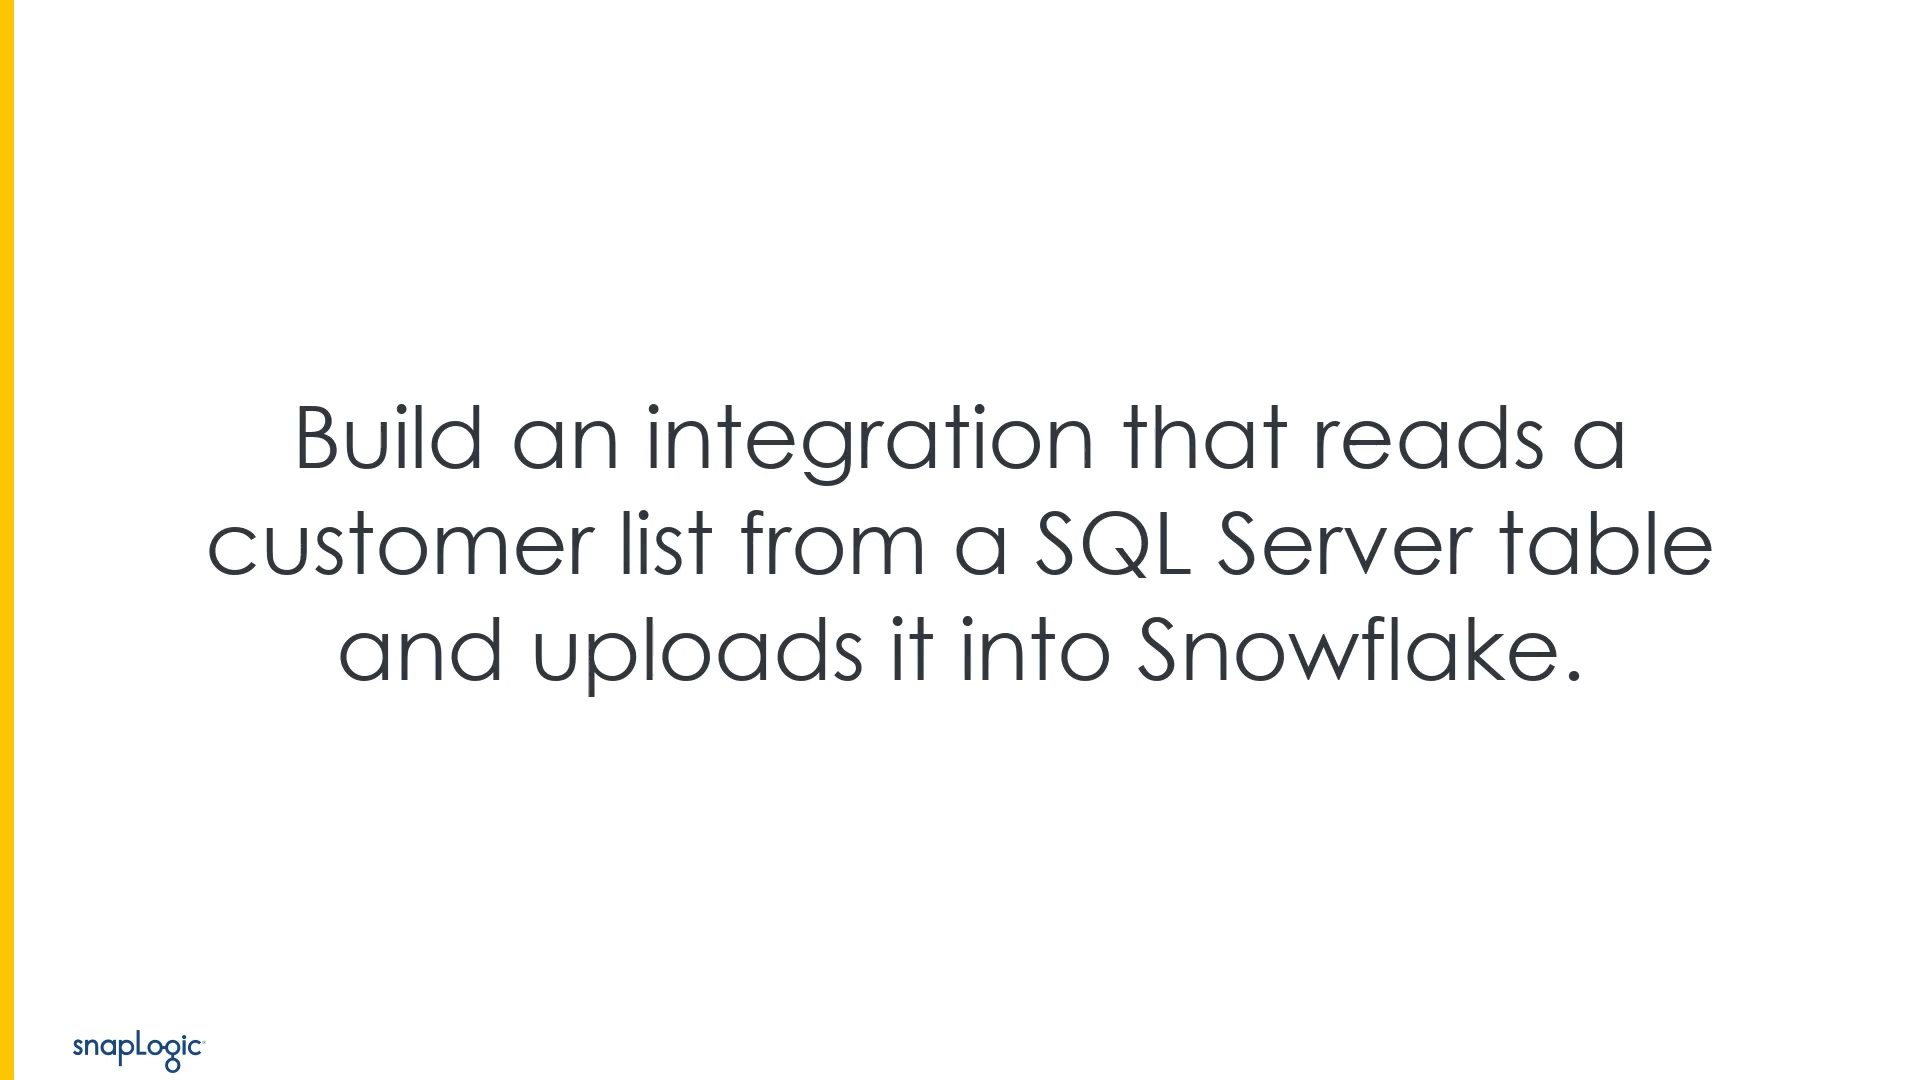 Build an integration that reads a
customer list from a SQL Server table
and uploads it into Snowflake.
snapLogic